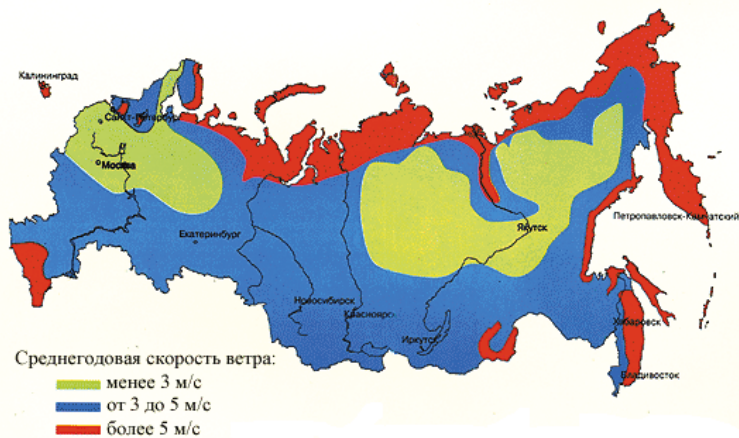 Калининград
Санкт-Петербург
Москва
Екатеринбург
Новосибирск
Красноярс
Иркутск
Якутск
Петропавловск-Камчатский
Хабаровск
Владивосток
Среднегодовая скорость ветра:
менее 3 м/с
от 3 до 5 м/с
более 5 м/с